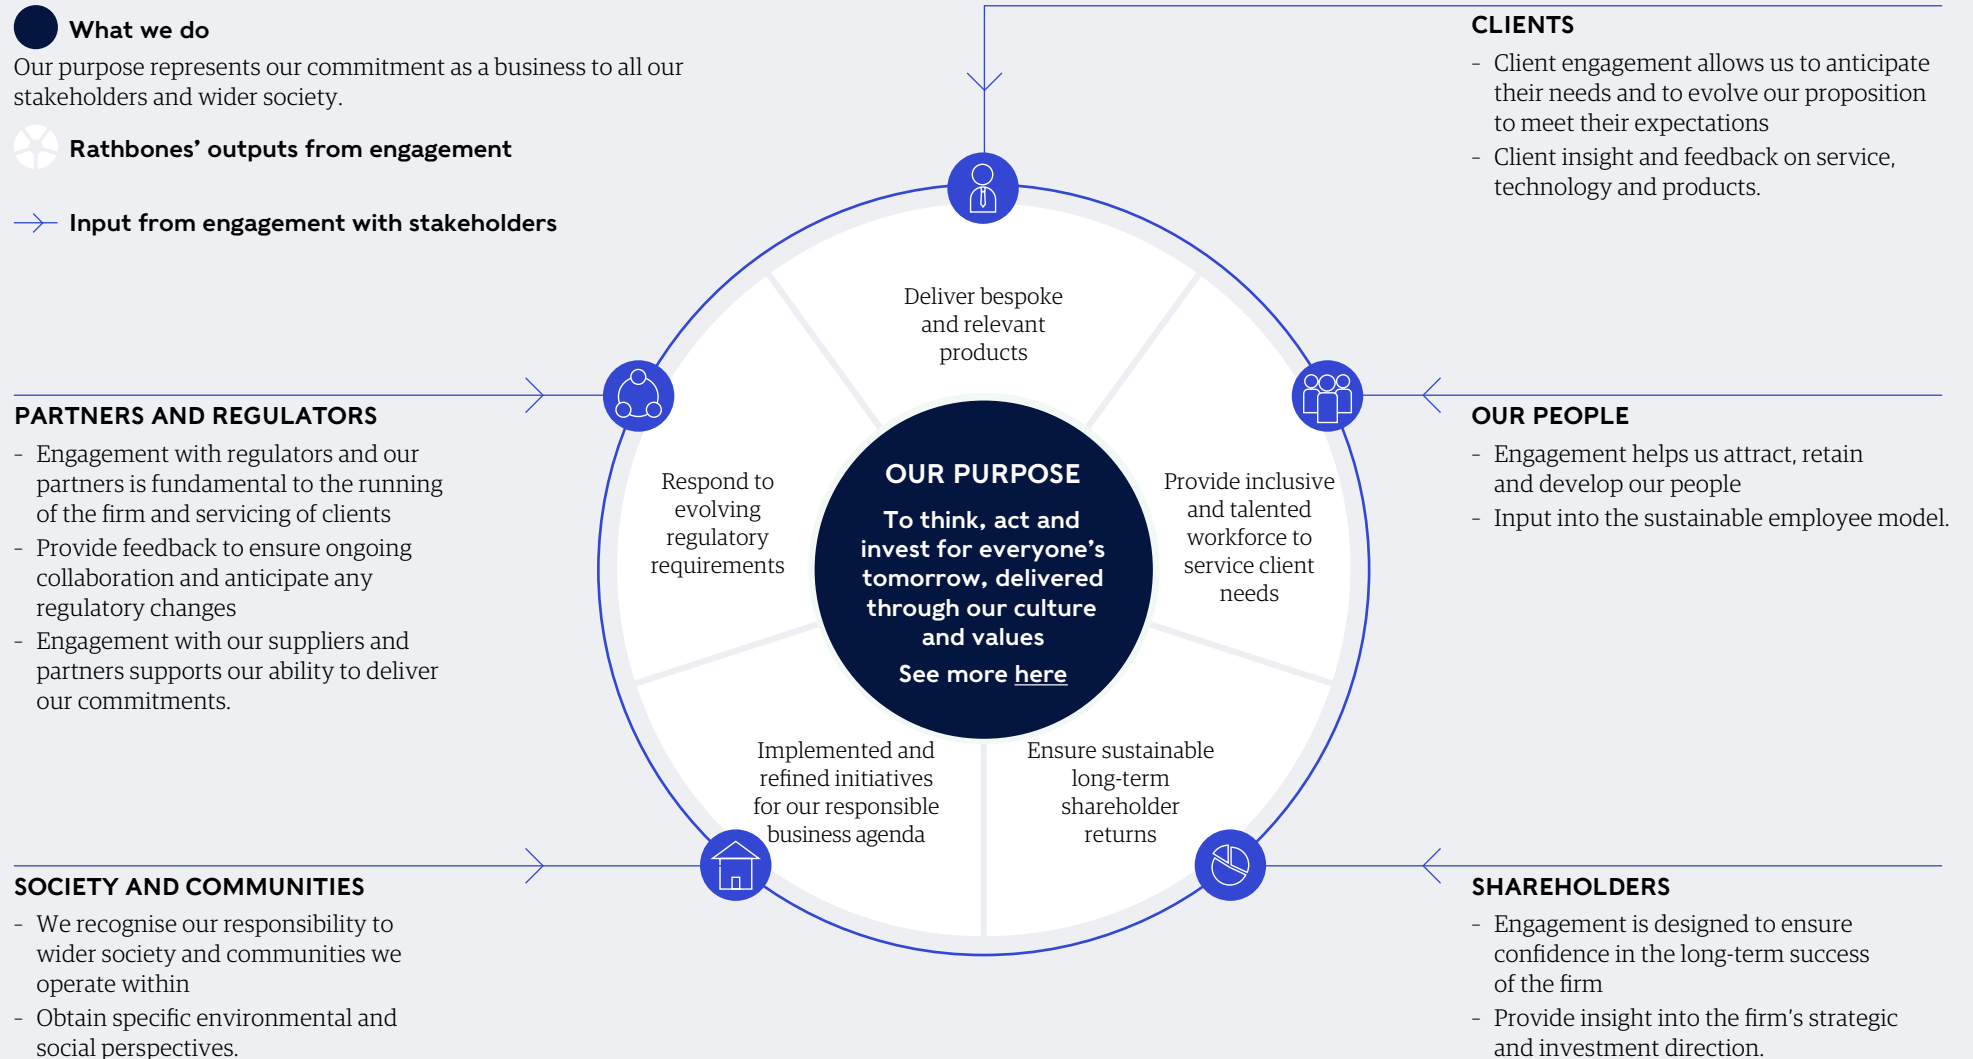 What we do
Our purpose represents our commitment as a business to all our
stakeholders and wider society.
Rathbones’ outputs from engagement
Input from engagement with stakeholders
CLIENTS
- Client engagement allows us to anticipate
their needs and to evolve our proposition
to meet their expectations
- Client insight and feedback on service,
technology and products.
PARTNERS AND REGULATORS
- Engagement with regulators and our
partners is fundamental to the running
of the firm and servicing of clients
- Provide feedback to ensure ongoing
collaboration and anticipate any
regulatory changes
- Engagement with our suppliers and
partners supports our ability to deliver
our commitments.
OUR PEOPLE
- Engagement helps us attract, retain
and develop our people
- Input into the sustainable employee model.
SOCIETY AND COMMUNITIES
- We recognise our responsibility to
wider society and communities we
operate within
- Obtain specific environmental and
social perspectives.
SHAREHOLDERS
- Engagement is designed to ensure
confidence in the long-term success
of the firm
- Provide insight into the firm’s strategic
and investment direction.
Deliver bespoke
and relevant
products
Provide inclusive
and talented
workforce to
service client
needs
Ensure sustainable
long-term
shareholder
returns
Implemented and
refined initiatives
for our responsible
business agenda
Respond to
evolving
regulatory
requirements
OUR PURPOSE
To think, act and
invest for everyone’s
tomorrow, delivered
through our culture
and values
See more here